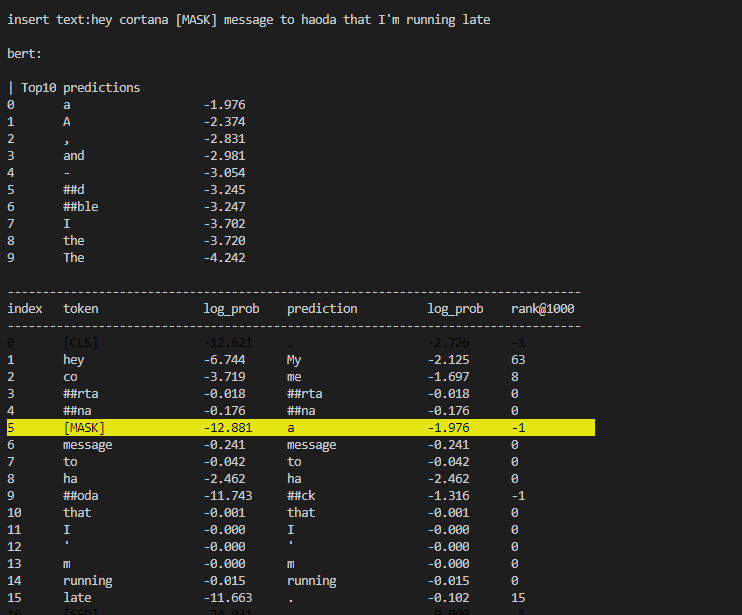 insert text:hey cortana [MASK] message to haoda that I'm running late
bert:
| Top10 predictions
0 a -1.976
1 A -2.374
2 , -2.831
3 and -2.981
4 - -3.054
5 ##d -3.245
6 ##ble -3.247
7 I -3.702
8 the -3.720
9 The -4.242
----------------------------------------------------------------------------------
index token log_prob prediction log_prob rank@1000
----------------------------------------------------------------------------------
0 [CLS] -12.621 . -2.726 -1
1 hey -6.744 My -2.125 63
2 co -3.719 me -1.697 8
3 ##rta -0.018 ##rta -0.018 0
4 ##na -0.176 ##na -0.176 0
5 [MASK] -12.881 a -1.976 -1
6 message -0.241 message -0.241 0
7 to -0.042 to -0.042 0
8 ha -2.462 ha -2.462 0
9 ##oda -11.743 ##ck -1.316 -1
10 that -0.001 that -0.001 0
11 I -0.000 I -0.000 0
12 ' -0.000 ' -0.000 0
13 m -0.000 m -0.000 0
14 running -0.015 running -0.015 0
15 late -11.663 . -0.102 15